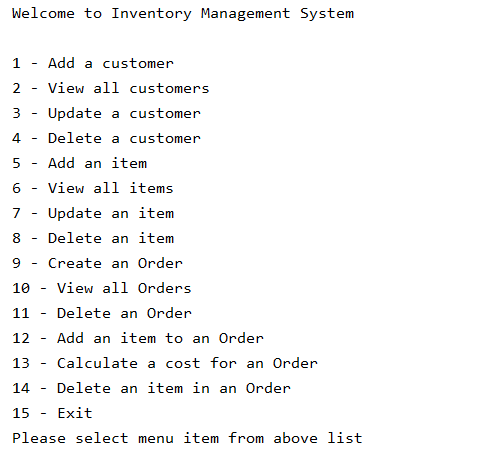 Welcome to Inventory Management System
1 - Add a customer
2 - View all customers
3 - Update a customer
4 - Delete a customer
5 - Add an item
6 - View all items
7 - Update an item
8 - Delete an item
9 - Create an Order
10 - View all Orders
11 - Delete an Order
12 - Add an item to an Order
13 - Calculate a cost for an Order
14 - Delete an item in an Order
15 - Exit
Please select menu item from above list